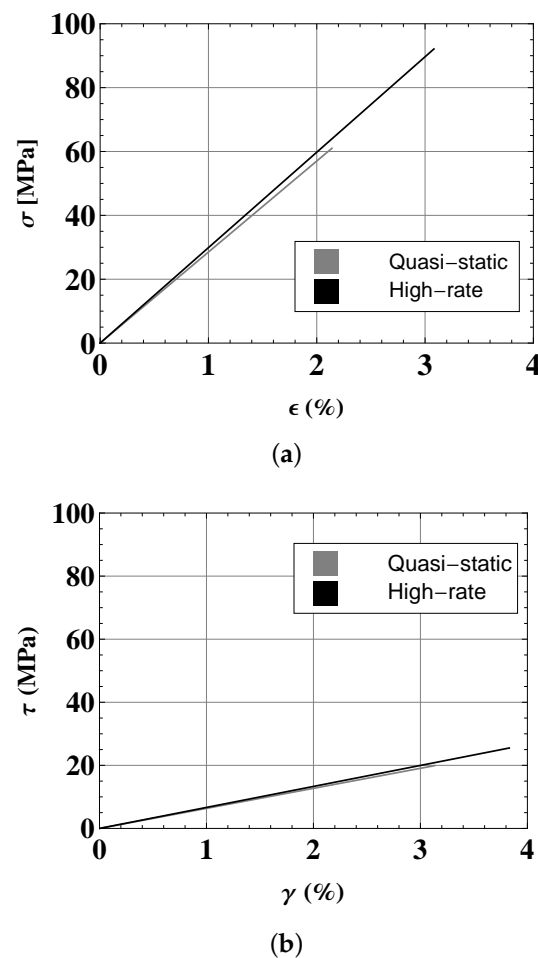 100
80
60
40
20
0
σ [MPa]
Quasi−static
High−rate
0 1 2 3 4
ϵ (%)
(a)
100
80
60
40
20
0
τ (MPa)
Quasi−static
High−rate
0 1 2 3 4
γ (%)
(b)